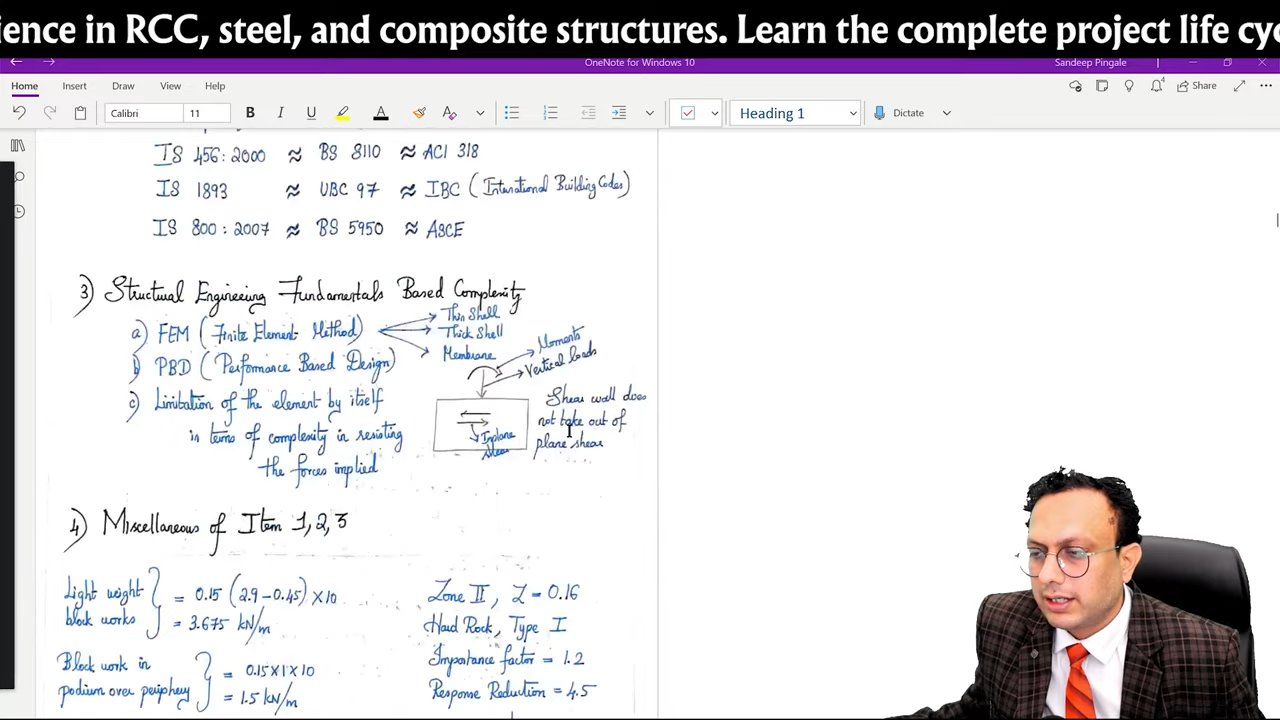 ience in RCC, steel, and composite structures. Learn the complete project life cyc
OneNote for Windows 10
Sandeep Pingale
Home Insert Draw View Help
Share
Calibri 11 B I U A Heading 1 Dictate
IS 456:2000 ≈ BS 8110 ≈ ACI 318
IS 1893 ≈ UBC 97 ≈ IBC (International Building Codes)
IS 800:2007 ≈ BS 5950 ≈ ASCE
3) Structural Engineering Fundamentals Based Complexity
a) FEM (Finite Element Method)
Thin Shell
Thick Shell
Membrane
b) PBD (Performance Based Design)
Moments
Vertical loads
c) Limitation of the element by itself
in terms of complexity in resisting
the forces implied
Inplane
shear
Shear wall does
not take out of
plane shear
4) Miscellaneous of Item 1,2,3
Light weight
block works
= 0.15 (2.9-0.45) ×10
= 3.675 kN/m
Block work in
podium over periphery
= 0.15×1×10
= 1.5 kN/m
Zone II, Z = 0.16
Hard Rock, Type I
Importance factor = 1.2
Response Reduction = 4.5